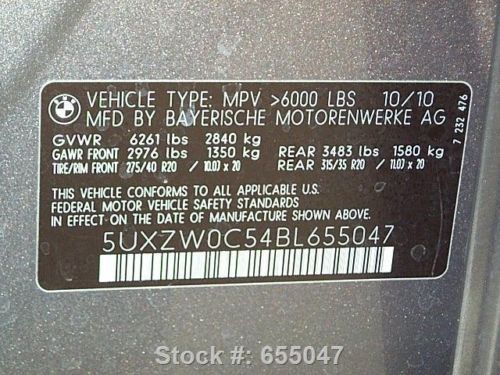 BMW
VEHICLE TYPE: MPV >6000 LBS 10/10
MFD BY BAYERISCHE MOTORENWERKE AG
GVWR 6261 lbs 2840 kg
GAWR FRONT 2976 lbs 1350 kg REAR 3483 lbs 1580 kg
TIRE/RIM FRONT 275/40 R20 / 10.0J x 20 REAR 315/35 R20 / 11.0J x 20
THIS VEHICLE CONFORMS TO ALL APPLICABLE U.S.
FEDERAL MOTOR VEHICLE SAFETY STANDARDS
IN EFFECT ON THE DATE OF MANUFACTURE SHOWN ABOVE.
5UXZW0C54BL655047
7 232 476
Stock #: 655047